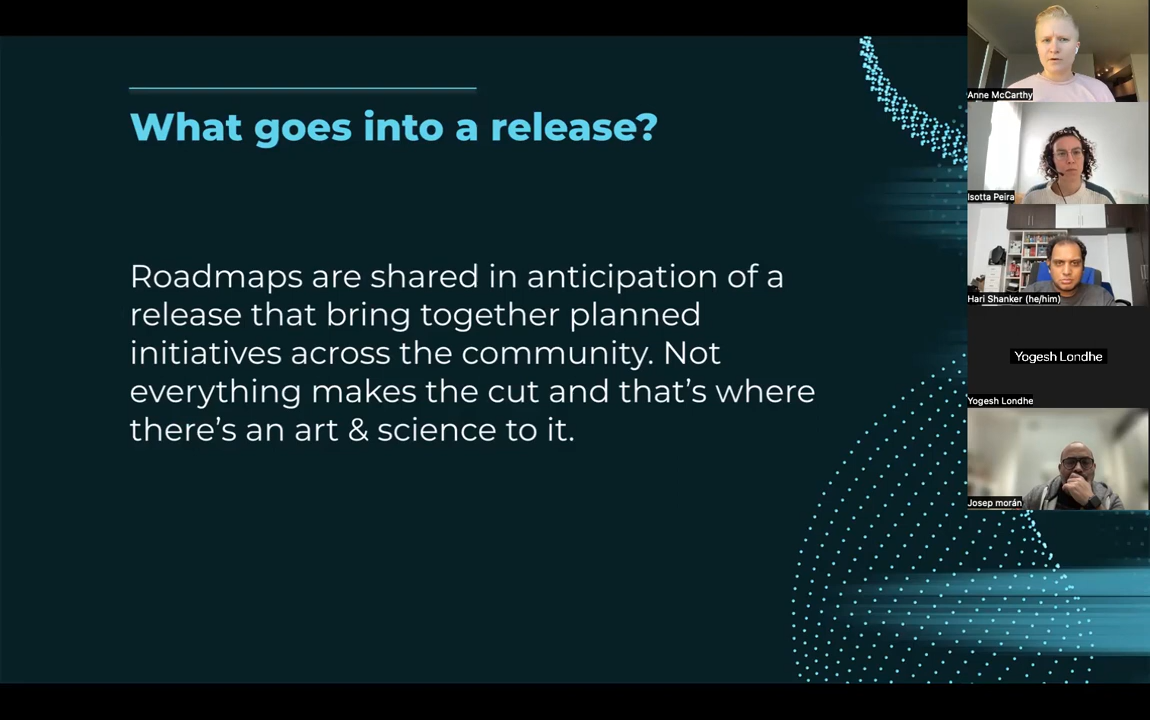 What goes into a release?
Roadmaps are shared in anticipation of a
release that bring together planned
initiatives across the community. Not
everything makes the cut and that’s where
there’s an art & science to it.
Anne McCarthy
Isotta Peira
Hari Shanker (he/him)
Yogesh Londhe
Yogesh Londhe
Josep morán